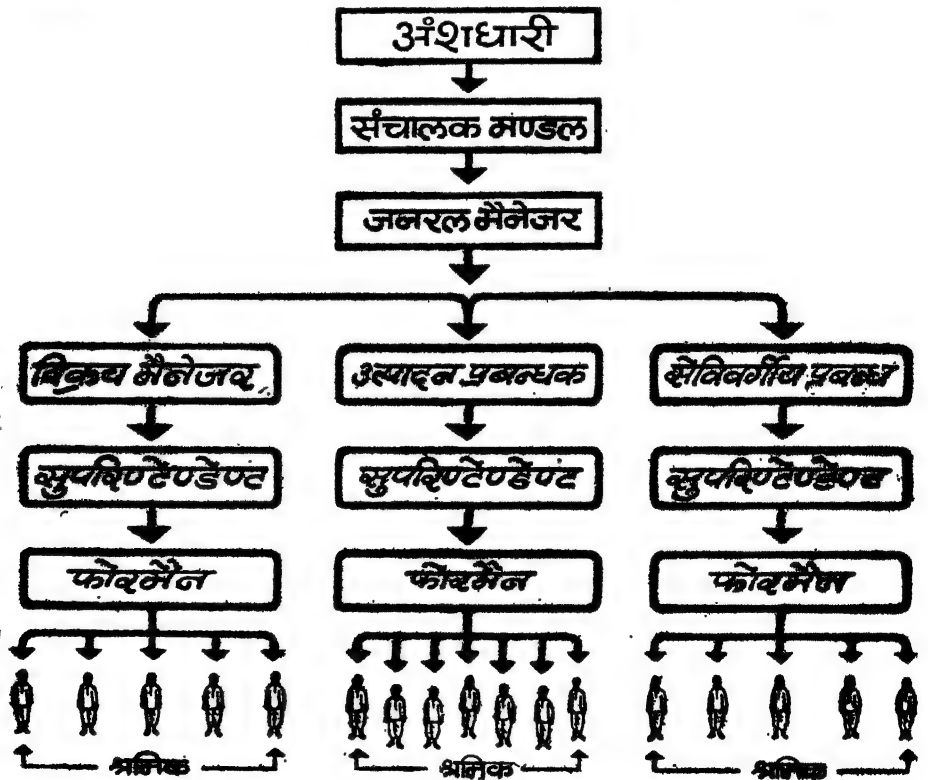 अंशधारी
संचालक मण्डल
जनरल मैनेजर
विक्रय मैनेजर
उत्पादन प्रबन्धक
सेविवर्गीय प्रबन्ध
सुपरिण्टेण्डेण्ट
सुपरिण्टेण्डेण्ट
सुपरिण्टेण्डेण्ट
फोरमैन
फोरमैन
फोरमैन
श्रमिक
श्रमिक
श्रमिक